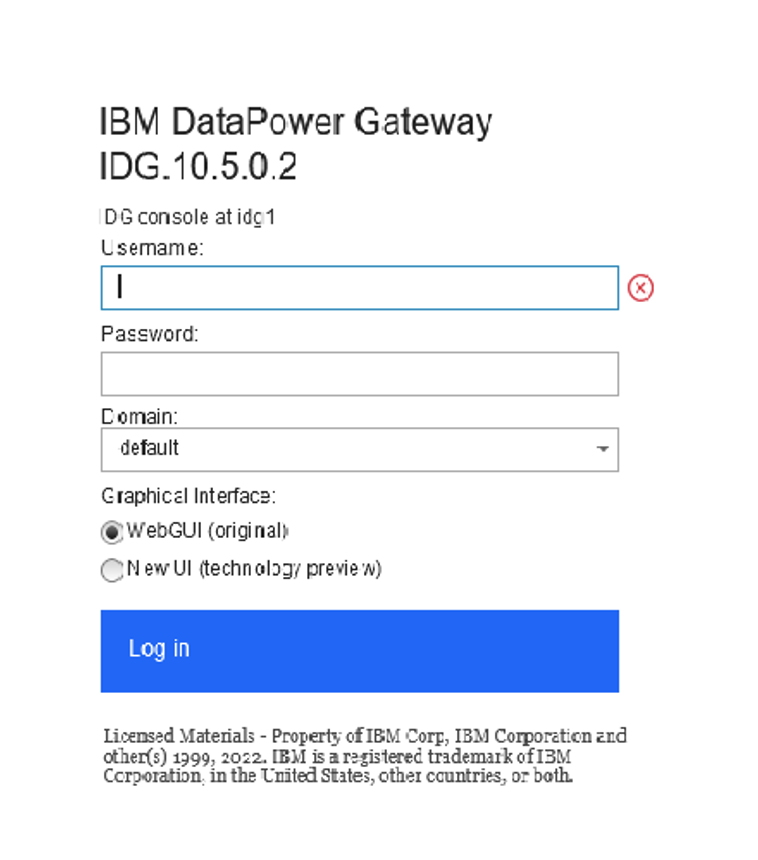 IBM DataPower Gateway
IDG.10.5.0.2
IDG console at idg1
Username:
Password:
Domain:
default
Graphical Interface:
WebGUI (original)
New UI (technology preview)
Log in
Licensed Materials - Property of IBM Corp, IBM Corporation and
other(s) 1999, 2022. IBM is a registered trademark of IBM
Corporation, in the United States, other countries, or both.